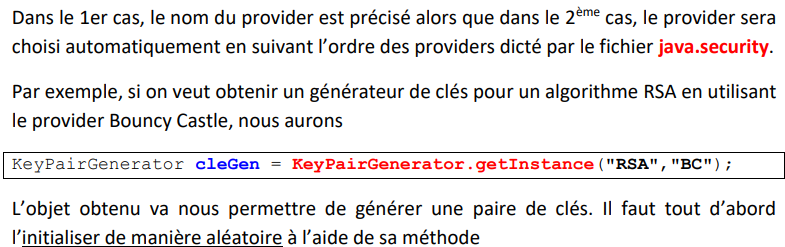 Dans le 1er cas, le nom du provider est précisé alors que dans le 2ème cas, le provider sera
choisi automatiquement en suivant l’ordre des providers dicté par le fichier java.security.
Par exemple, si on veut obtenir un générateur de clés pour un algorithme RSA en utilisant
le provider Bouncy Castle, nous aurons
KeyPairGenerator cleGen = KeyPairGenerator.getInstance("RSA","BC");
L’objet obtenu va nous permettre de générer une paire de clés. Il faut tout d’abord
l’initialiser de manière aléatoire à l’aide de sa méthode